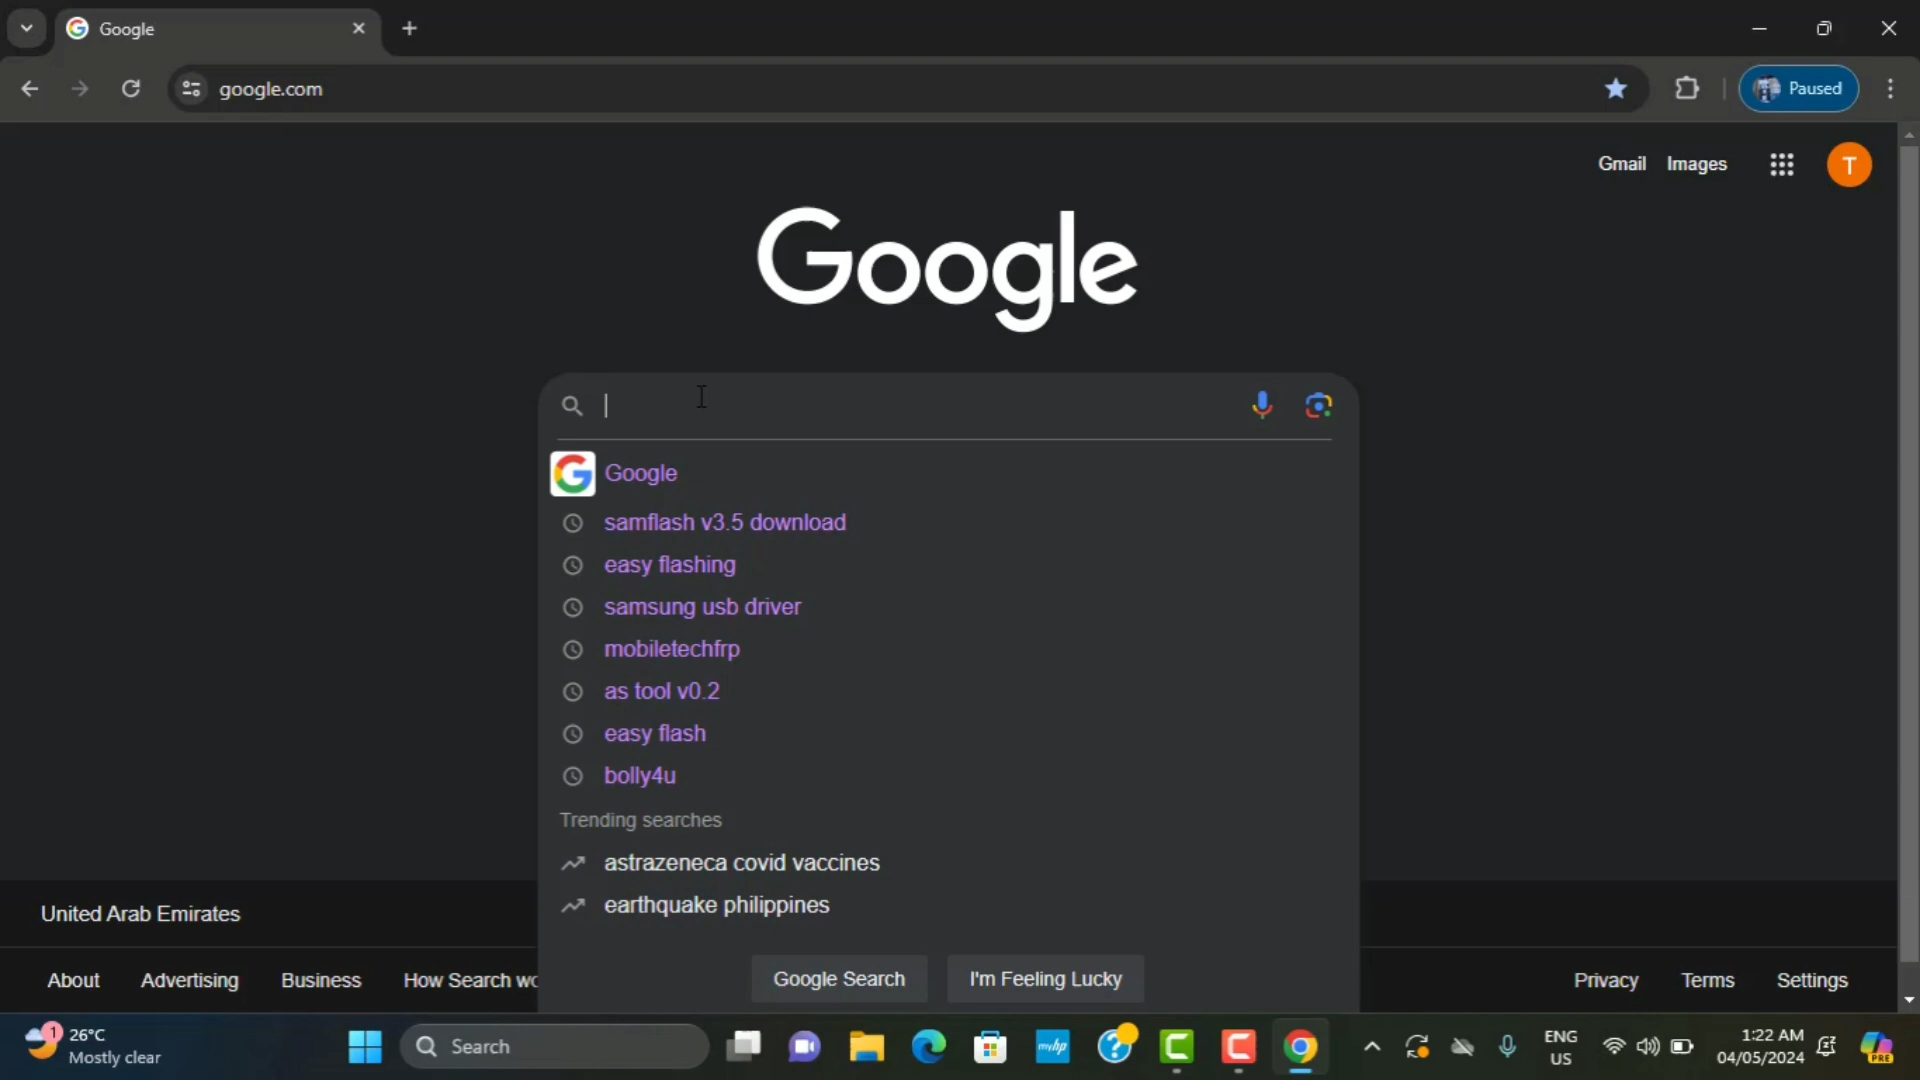 Google
google.com
Paused
Gmail Images T
Google
Google
samflash v3.5 download
easy flashing
samsung usb driver
mobiletechfrp
as tool v0.2
easy flash
bolly4u
Trending searches
astrazeneca covid vaccines
earthquake philippines
Google Search I'm Feeling Lucky
United Arab Emirates
About Advertising Business How Search wo
Privacy Terms Settings
1 26°C
Mostly clear
Search
myhp
ENG
US
1:22 AM
04/05/2024
PRE